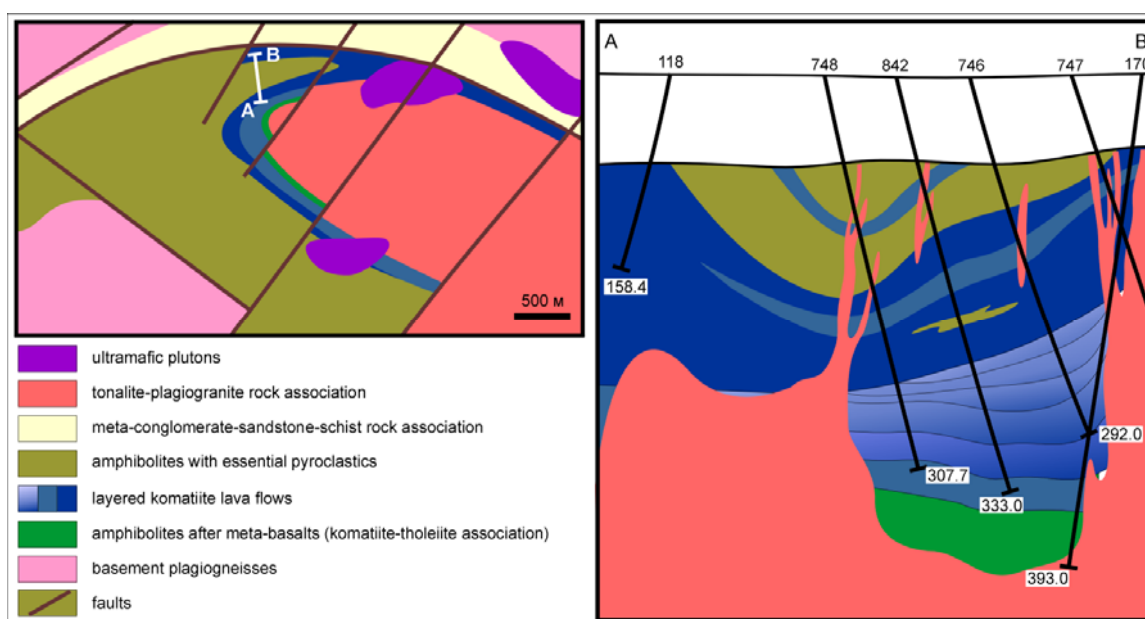 B
A
500 м
ultramafic plutons
tonalite-plagiogranite rock association
meta-conglomerate-sandstone-schist rock association
amphibolites with essential pyroclastics
layered komatiite lava flows
amphibolites after meta-basalts (komatiite-tholeiite association)
basement plagiogneisses
faults
A B
118 748 842 746 747 170
158.4
292.0
307.7
333.0
393.0